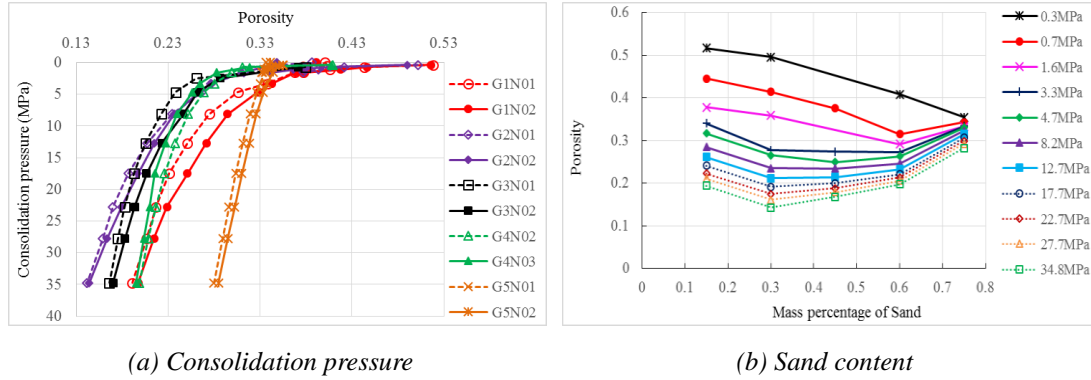 Porosity
0.13 0.23 0.33 0.43 0.53
Consolidation pressure (MPa)
0
5
10
15
20
25
30
35
40
G1N01
G1N02
G2N01
G2N02
G3N01
G3N02
G4N02
G4N03
G5N01
G5N02
(a) Consolidation pressure
Porosity
0.6
0.5
0.4
0.3
0.2
0.1
0
0 0.1 0.2 0.3 0.4 0.5 0.6 0.7 0.8
Mass percentage of Sand
0.3MPa
0.7MPa
1.6MPa
3.3MPa
4.7MPa
8.2MPa
12.7MPa
17.7MPa
22.7MPa
27.7MPa
34.8MPa
(b) Sand content